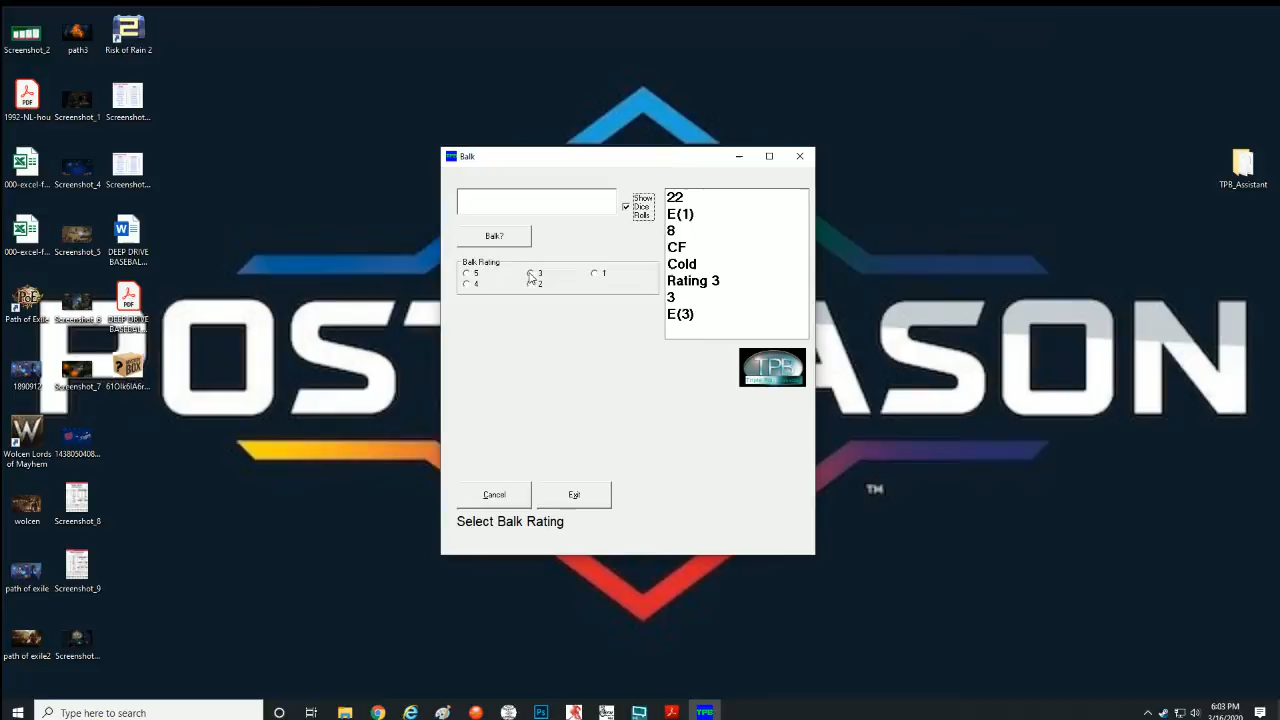 Screenshot_2
path3
Risk of Rain 2
1992-NL-hou
Screenshot_1
Screenshot...
000-excel-f...
Screenshot_4
Screenshot...
000-excel-f...
Screenshot_5
DEEP DRIVE
BASEBAL...
Path of Exile
Screenshot_6
DEEP DRIVE
BASEBAL...
1890912
Screenshot_7
61OIk6IA6r...
Wolcen Lords
of Mayhem
1438050408...
wolcen
Screenshot_8
path of exile
Screenshot_9
path of exile2
Screenshot...
TPB_Assistant
POSTSEASON
TM
Balk
Show
Dice
Rolls
Balk?
Balk Rating
5
3
1
4
2
22
E(1)
8
CF
Cold
Rating 3
3
E(3)
TPB
Cancel
Exit
Select Balk Rating
Type here to search
TPB
6:03 PM
3/16/2020